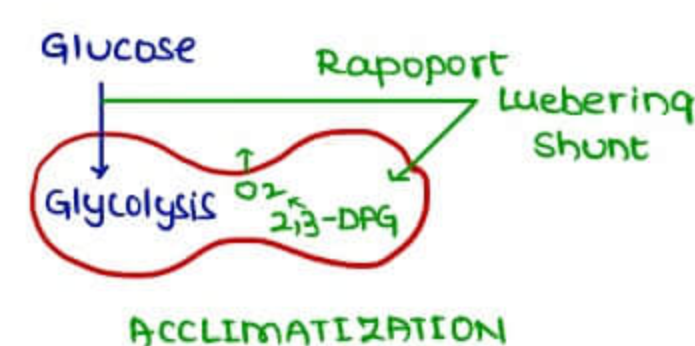 Glucose
Rapoport
Luebering
Shunt
Glycolysis
O2
2,3-DPG
ACCLIMATIZATION